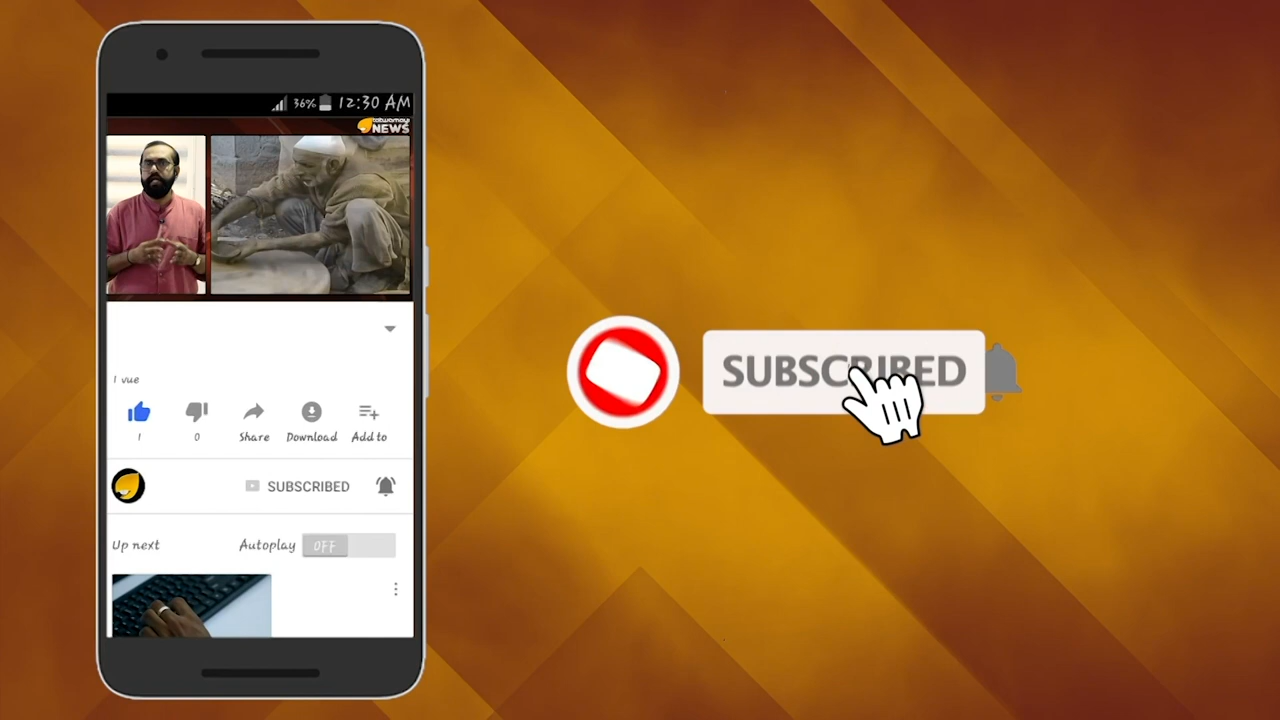 36% 12:30 AM
tatwamayi
NEWS
1 vue
1
0
Share
Download
Add to
SUBSCRIBED
Up next
Autoplay
OFF
SUBSCRIBED